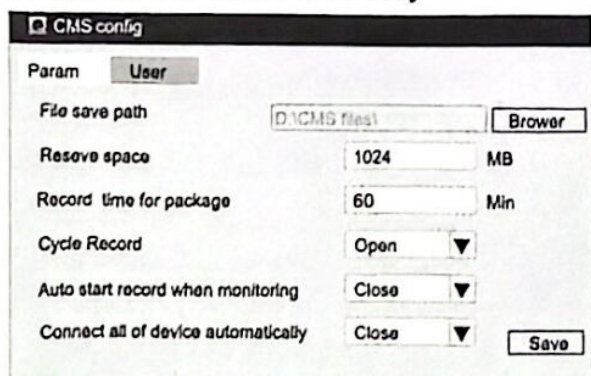 CMS config
Param User
File save path D:\CMS files\ Brower
Resove space 1024 MB
Record time for package 60 Min
Cycle Record Open
Auto start record when monitoring Close
Connect all of device automatically Close
Save